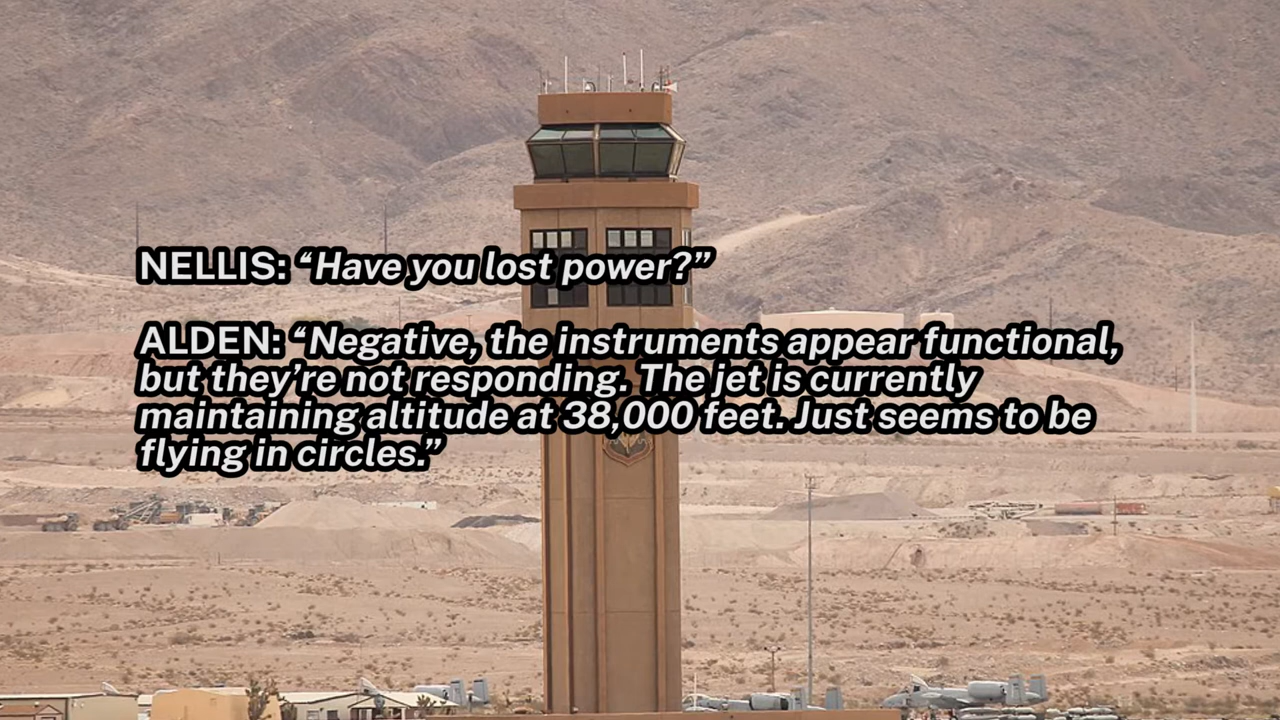 NELLIS: “Have you lost power?”
ALDEN: “Negative, the instruments appear functional,
but they’re not responding. The jet is currently
maintaining altitude at 38,000 feet. Just seems to be
flying in circles.”